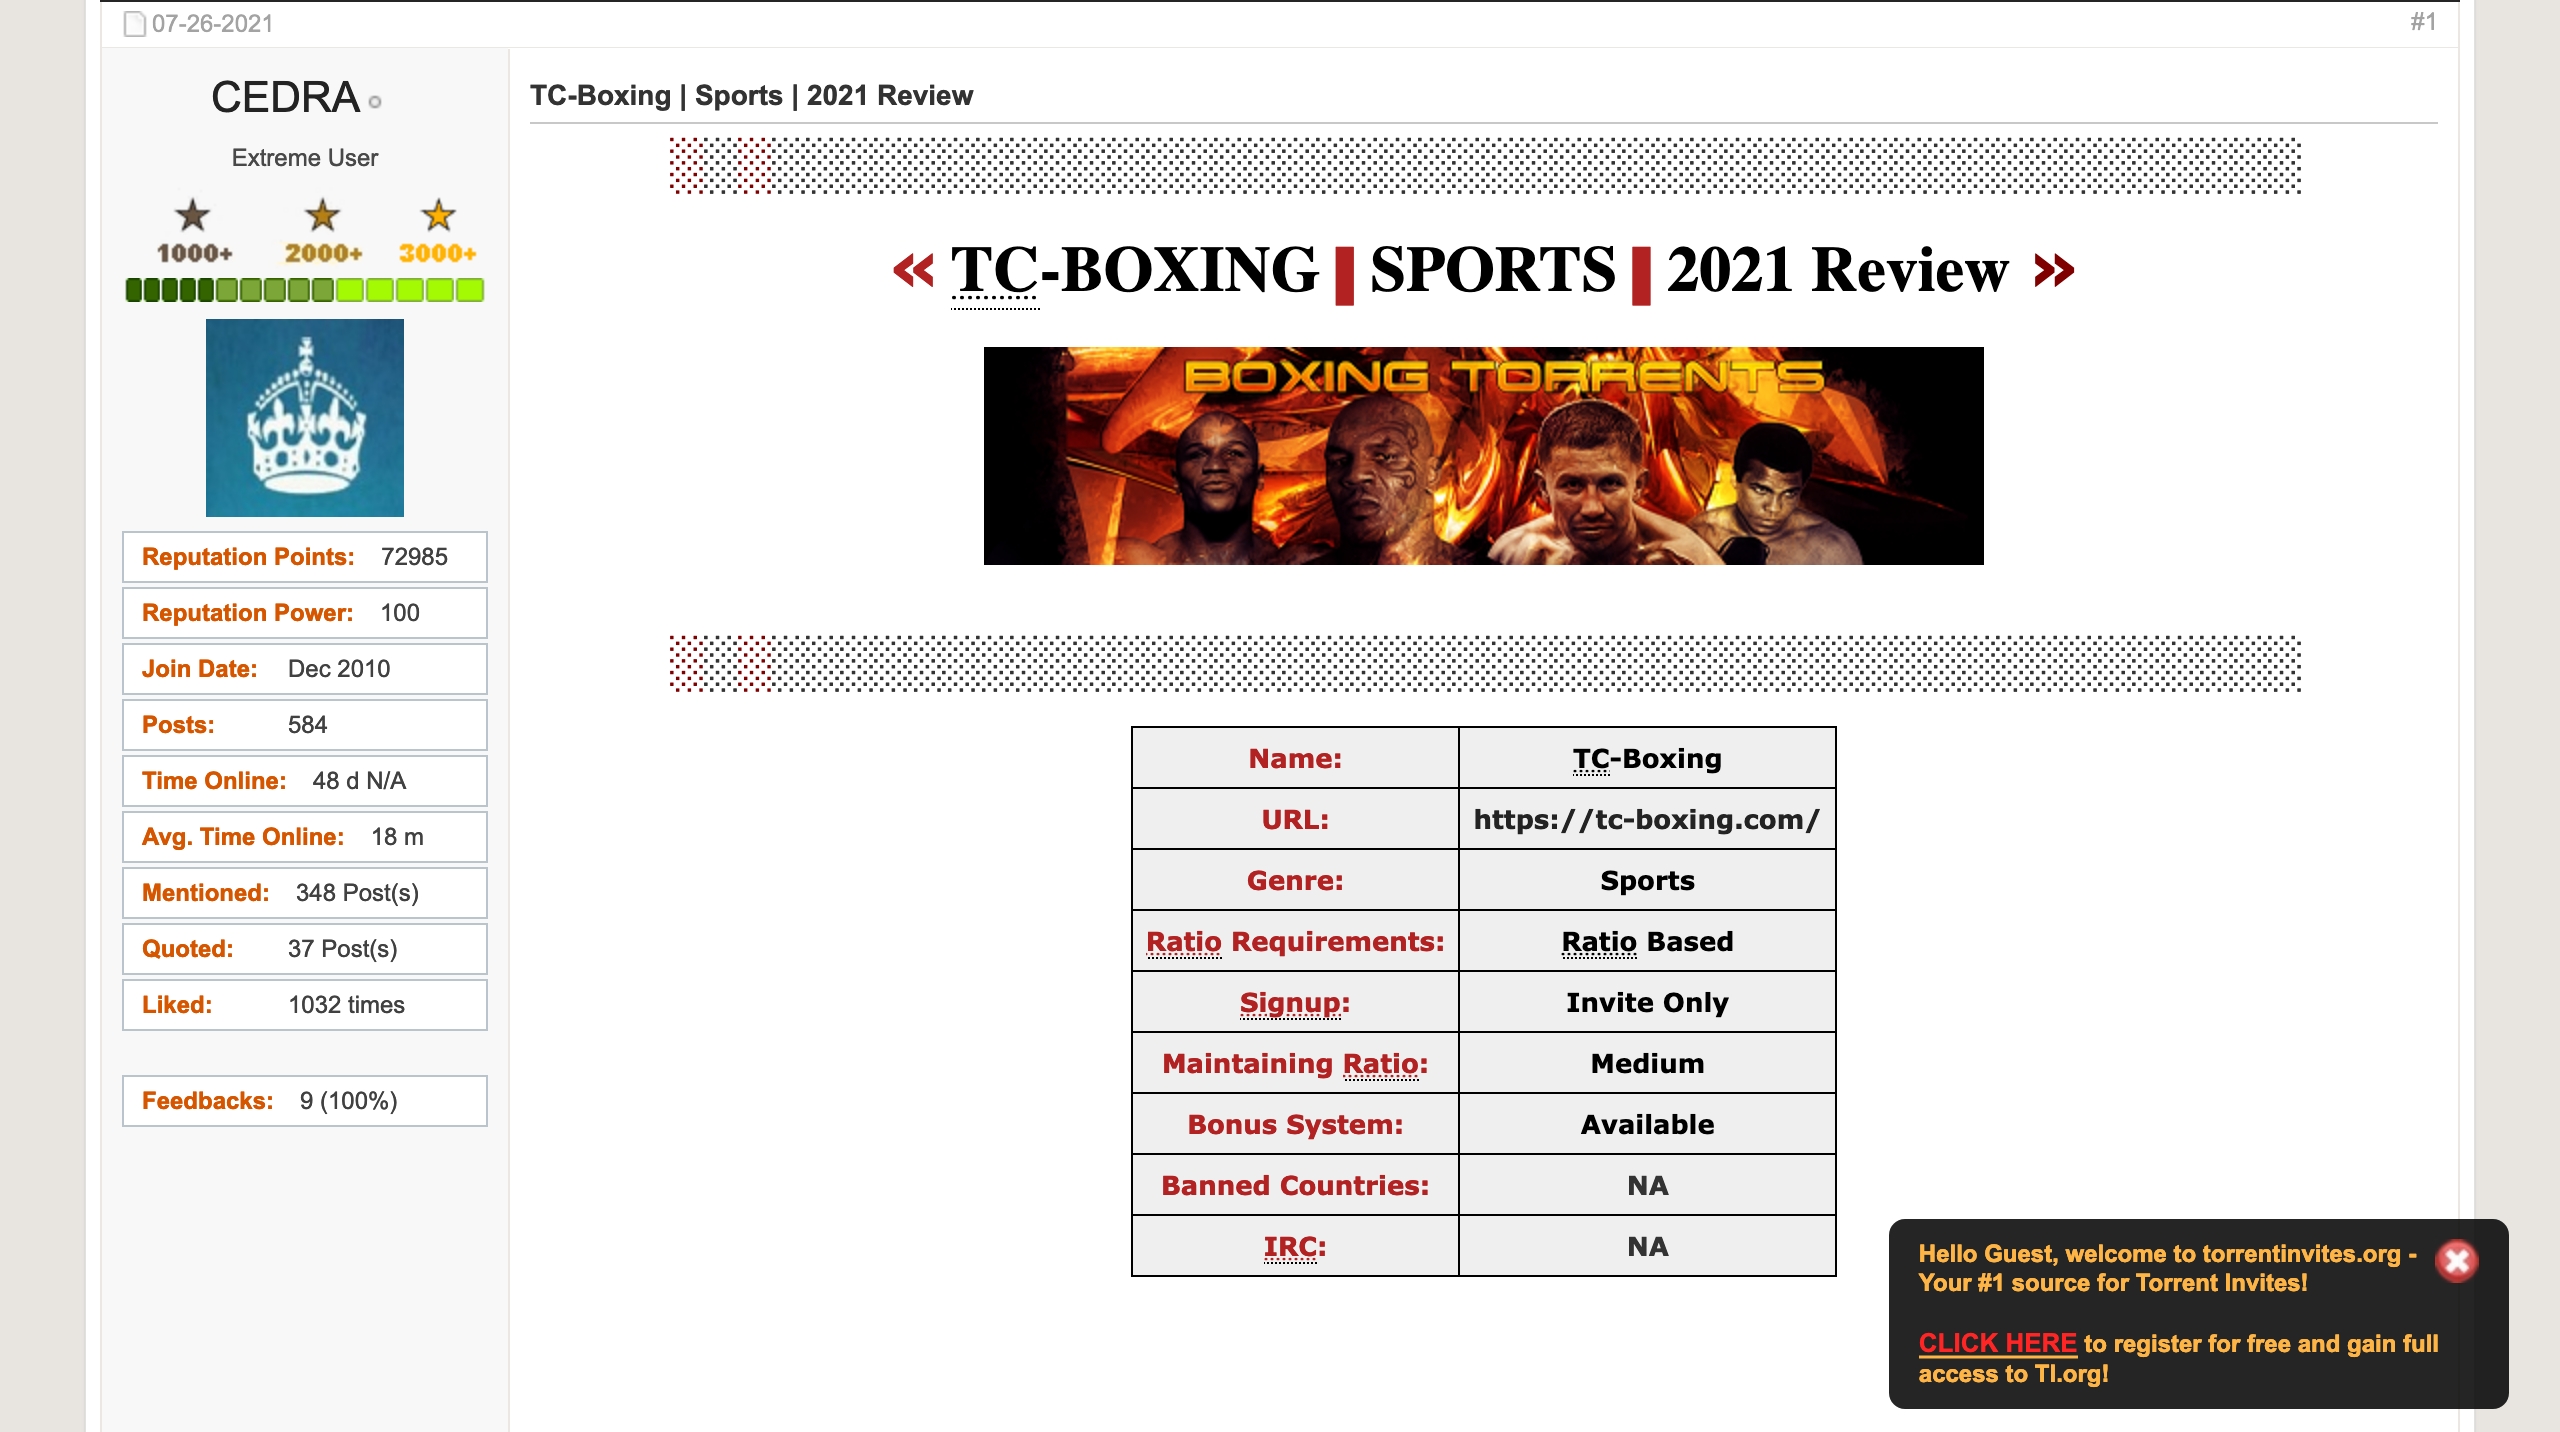 07-26-2021
#1
CEDRA
Extreme User
1000+ 2000+ 3000+
Reputation Points: 72985
Reputation Power: 100
Join Date: Dec 2010
Posts: 584
Time Online: 48 d N/A
Avg. Time Online: 18 m
Mentioned: 348 Post(s)
Quoted: 37 Post(s)
Liked: 1032 times
Feedbacks: 9 (100%)
TC-Boxing | Sports | 2021 Review
« TC-BOXING | SPORTS | 2021 Review »
BOXING TORRENTS
Name: TC-Boxing
URL: https://tc-boxing.com/
Genre: Sports
Ratio Requirements: Ratio Based
Signup: Invite Only
Maintaining Ratio: Medium
Bonus System: Available
Banned Countries: NA
IRC: NA
Hello Guest, welcome to torrentinvites.org -
Your #1 source for Torrent Invites!
CLICK HERE to register for free and gain full
access to TI.org!